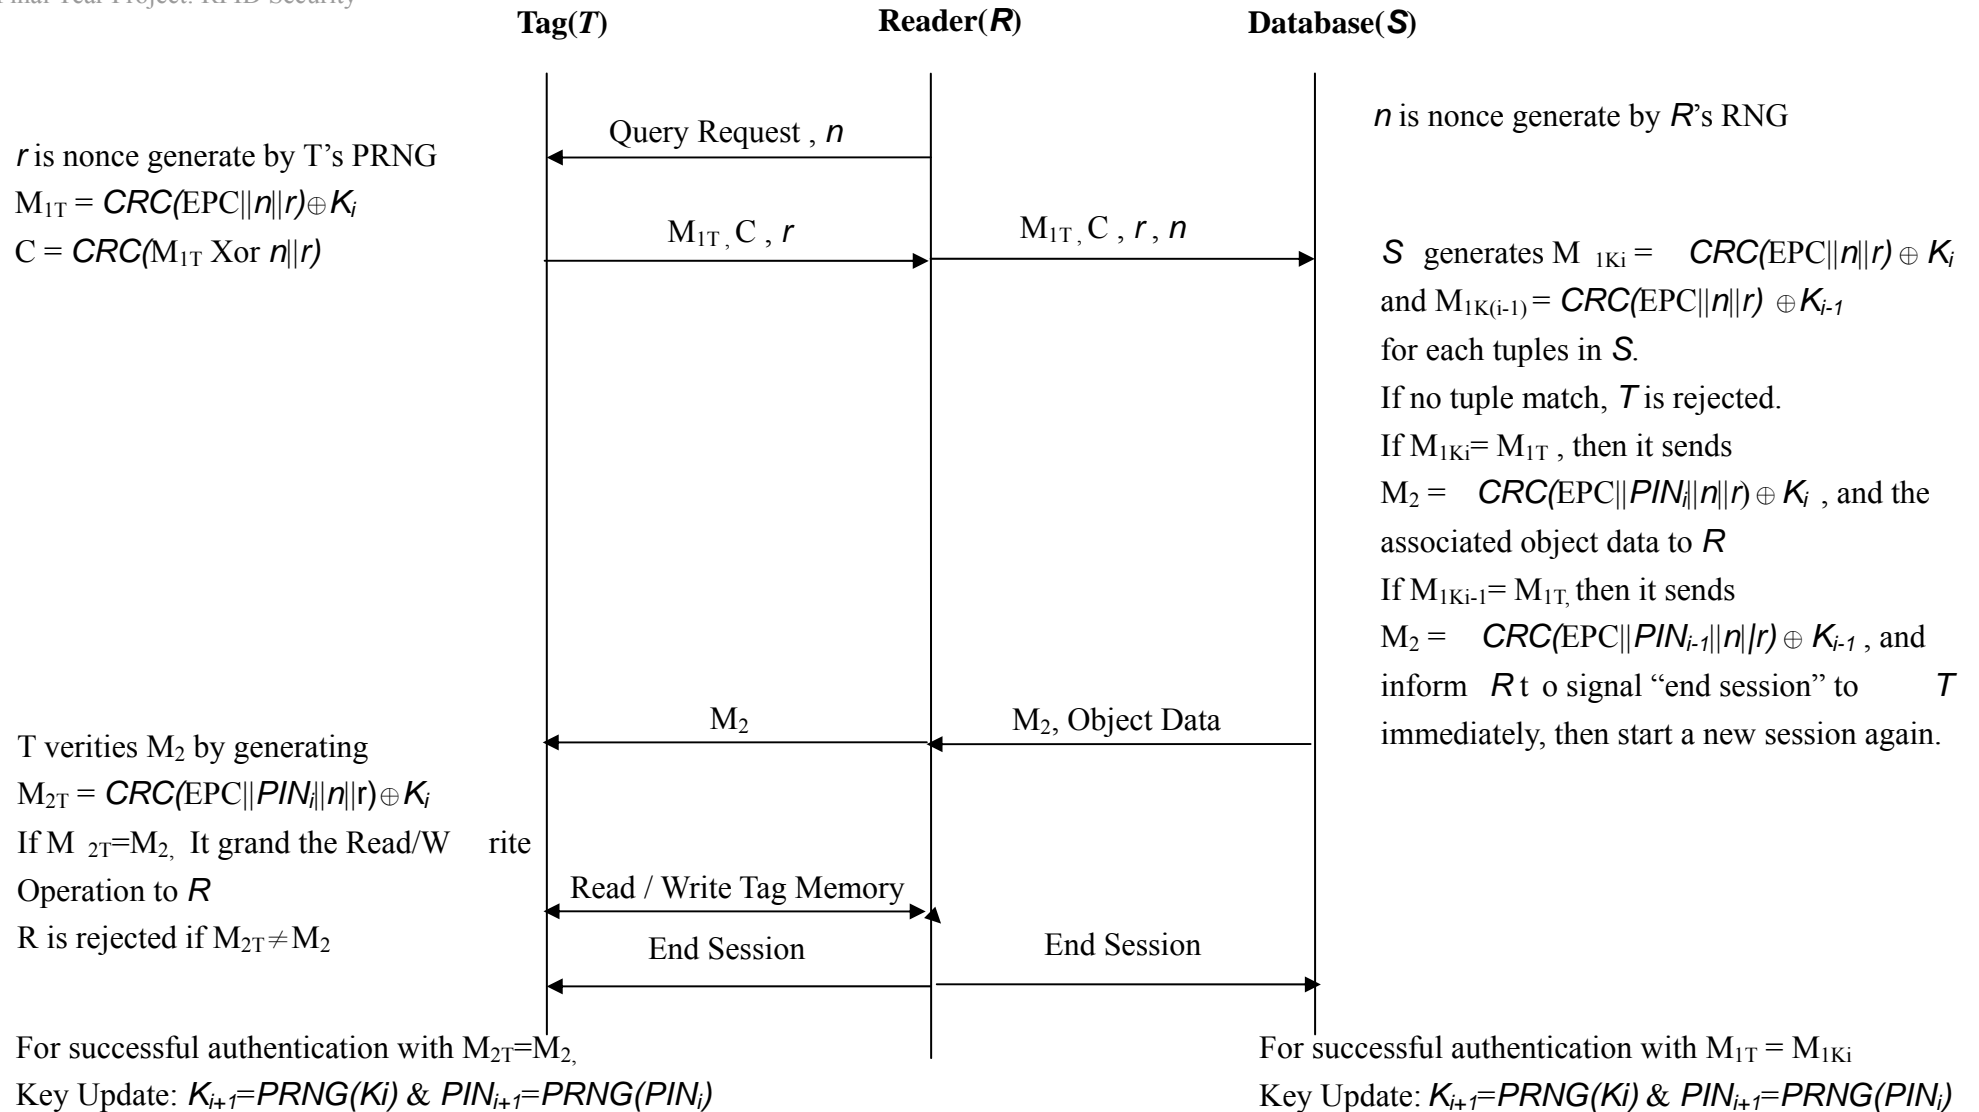 Final Year Project: RFID Security
Tag(T)
Reader(R)
Database(S)
n is nonce generate by R's RNG
Query Request , n
r is nonce generate by T's PRNG
M1T = CRC(EPC||n||r)⊕Ki
C = CRC(M1T Xor n||r)
M1T , C , r
M1T , C , r , n
S generates M 1Ki = CRC(EPC||n||r) ⊕ Ki
and M1K(i-1) = CRC(EPC||n||r) ⊕Ki-1
for each tuples in S.
If no tuple match, T is rejected.
If M1Ki= M1T , then it sends
M2 = CRC(EPC||PINi||n||r) ⊕ Ki , and the
associated object data to R
If M1Ki-1= M1T, then it sends
M2 = CRC(EPC||PINi-1||n||r) ⊕ Ki-1 , and
inform R t o signal “end session” to T
immediately, then start a new session again.
M2
M2, Object Data
T verities M2 by generating
M2T = CRC(EPC||PINi||n||r)⊕Ki
If M 2T=M2, It grand the Read/W rite
Operation to R
R is rejected if M2T≠M2
Read / Write Tag Memory
End Session
End Session
For successful authentication with M2T=M2,
Key Update: Ki+1=PRNG(Ki) & PINi+1=PRNG(PINi)
For successful authentication with M1T = M1Ki
Key Update: Ki+1=PRNG(Ki) & PINi+1=PRNG(PINi)